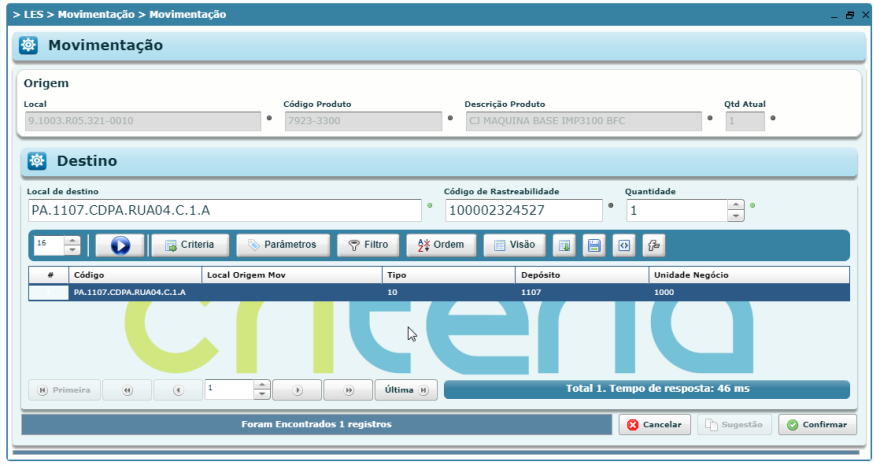 > LES > Movimentação > Movimentação
Movimentação
Origem
Local Código Produto Descrição Produto Qtd Atual
9.1003.R05.321-0010 7923-3300 CJ MAQUINA BASE IMP3100 BFC 1
Destino
Local de destino Código de Rastreabilidade Quantidade
PA.1107.CDPA.RUA04.C.1.A 100002324527 1
16 Criteria Parâmetros Filtro Ordem Visão
# Código Local Origem Mov Tipo Depósito Unidade Negócio
PA.1107.CDPA.RUA04.C.1.A 10 1107 1000
criteria
Primeira 1 Última Total 1. Tempo de resposta: 46 ms
Foram Encontrados 1 registros Cancelar Sugestão Confirmar